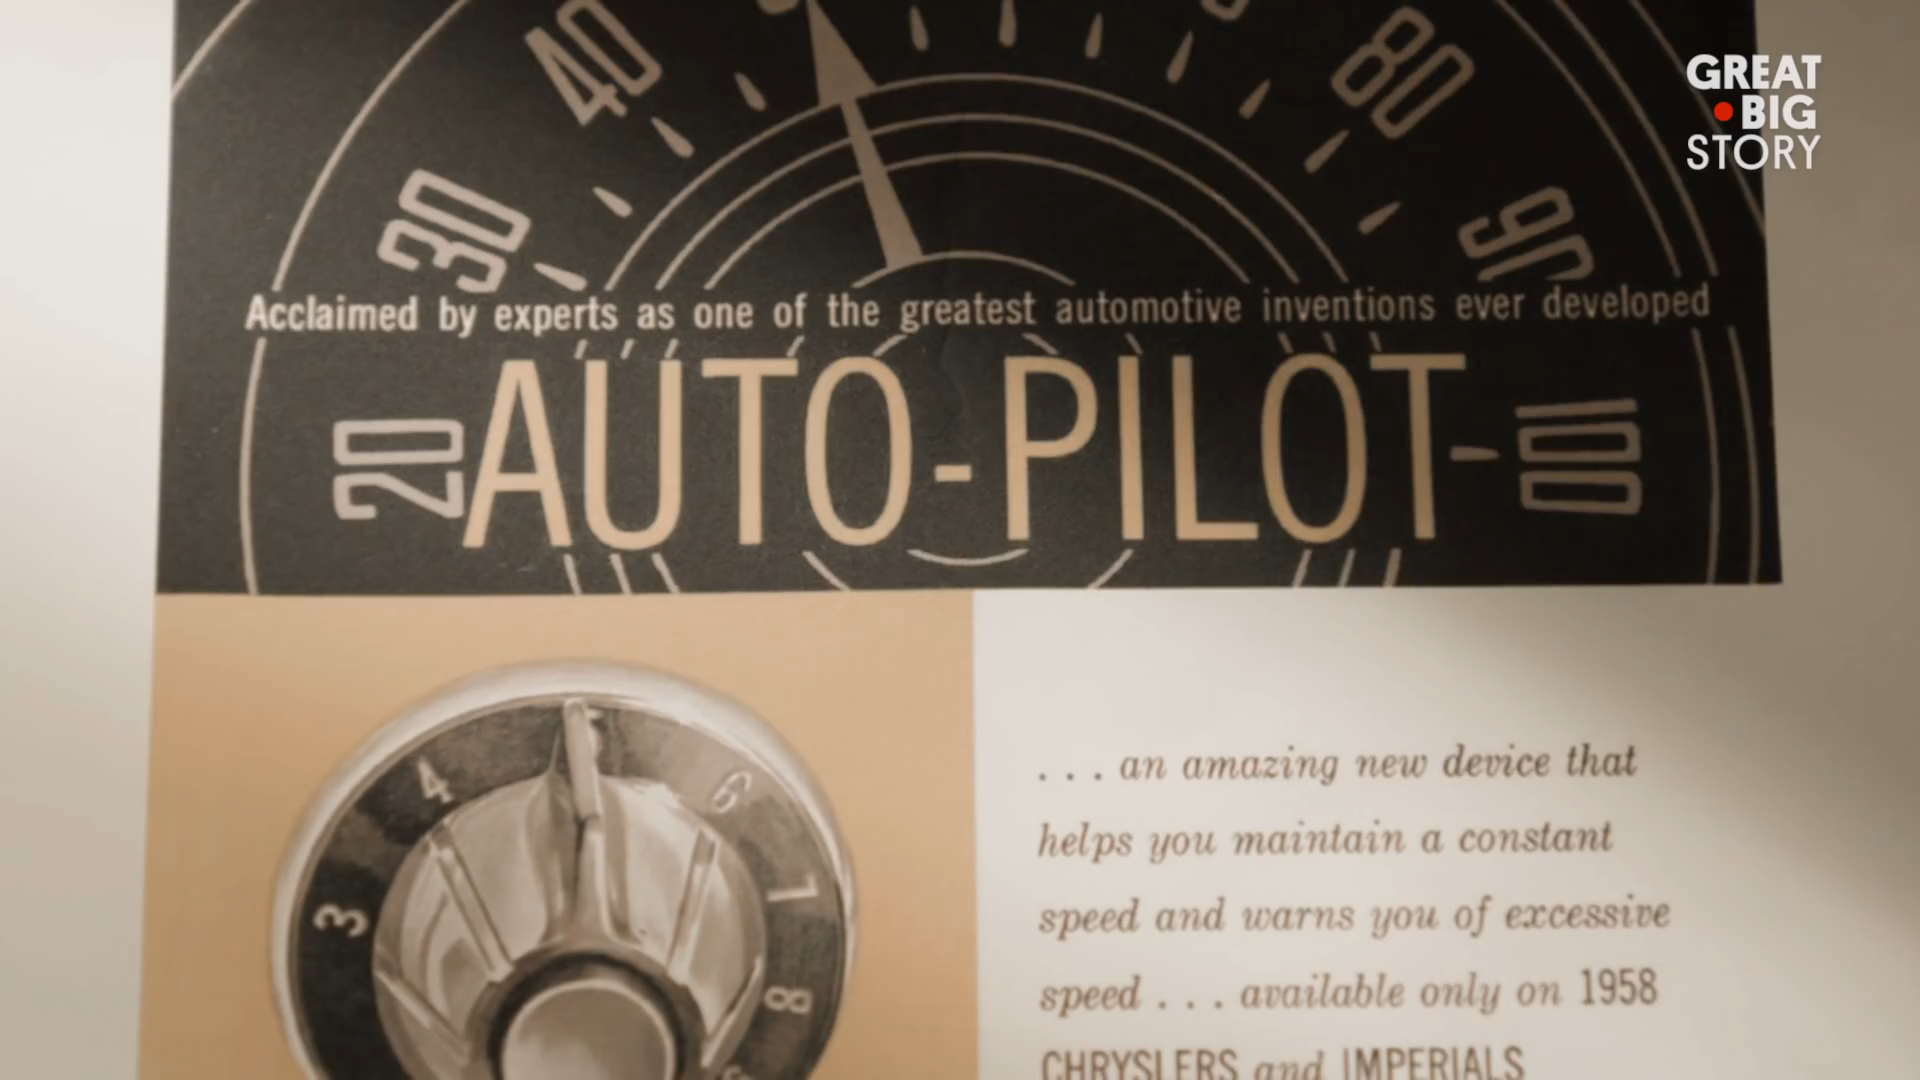 40
80
30
90
GREAT
BIG
STORY
Acclaimed by experts as one of the greatest automotive inventions ever developed
20
AUTO-PILOT
100
4
6
3
7
8
. . . an amazing new device that
helps you maintain a constant
speed and warns you of excessive
speed . . . available only on 1958
CHRYSLERS and IMPERIALS